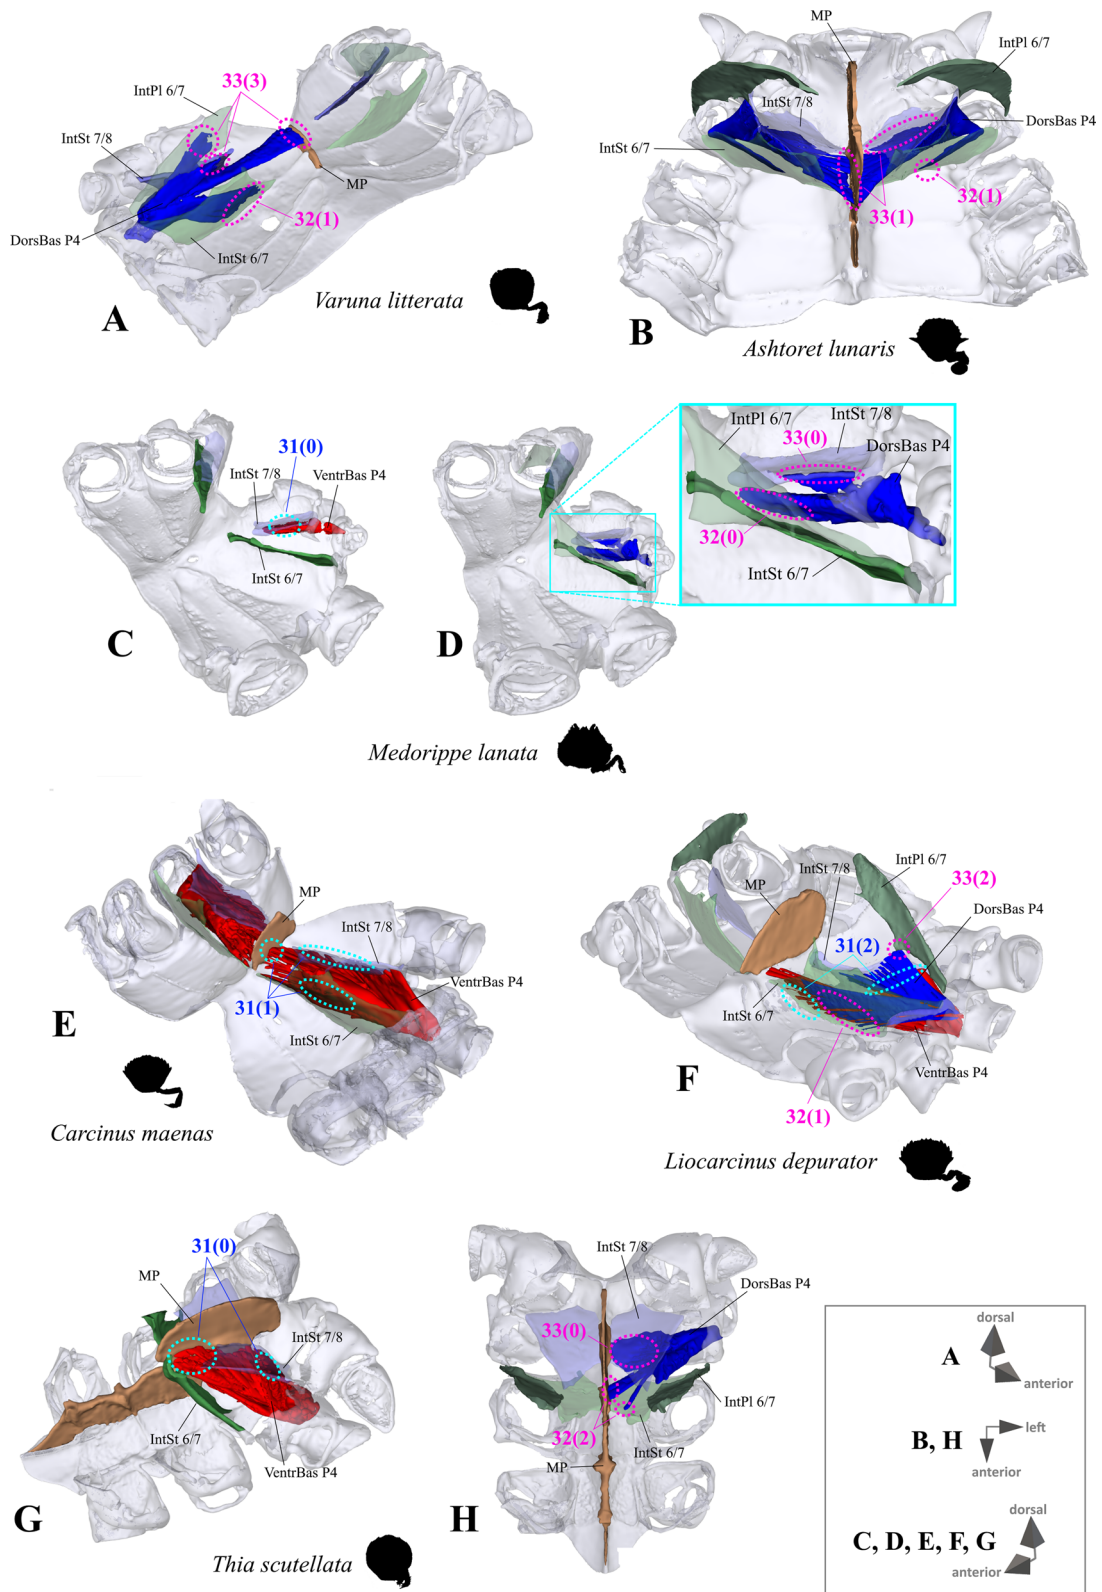 IntPl 6/7
33(3)
IntSt 7/8
MP
32(1)
DorsBas P4
IntSt 6/7
A
Varuna litterata
MP
IntPl 6/7
IntSt 7/8
DorsBas P4
IntSt 6/7
32(1)
33(1)
B
Ashtoret lunaris
31(0)
IntSt 7/8
VentrBas P4
IntSt 6/7
C
IntPl 6/7
IntSt 7/8
33(0)
DorsBas P4
32(0)
IntSt 6/7
D
Medorippe lanata
MP
IntSt 7/8
VentrBas P4
31(1)
IntSt 6/7
E
Carcinus maenas
IntPl 6/7
MP
IntSt 7/8
33(2)
DorsBas P4
31(2)
IntSt 6/7
VentrBas P4
F
32(1)
Liocarcinus depurator
31(0)
MP
IntSt 7/8
IntSt 6/7
VentrBas P4
G
Thia scutellata
IntSt 7/8
DorsBas P4
33(0)
IntPl 6/7
32(2)
IntSt 6/7
MP
H
dorsal
A
anterior
B, H
left
anterior
dorsal
C, D, E, F, G
anterior